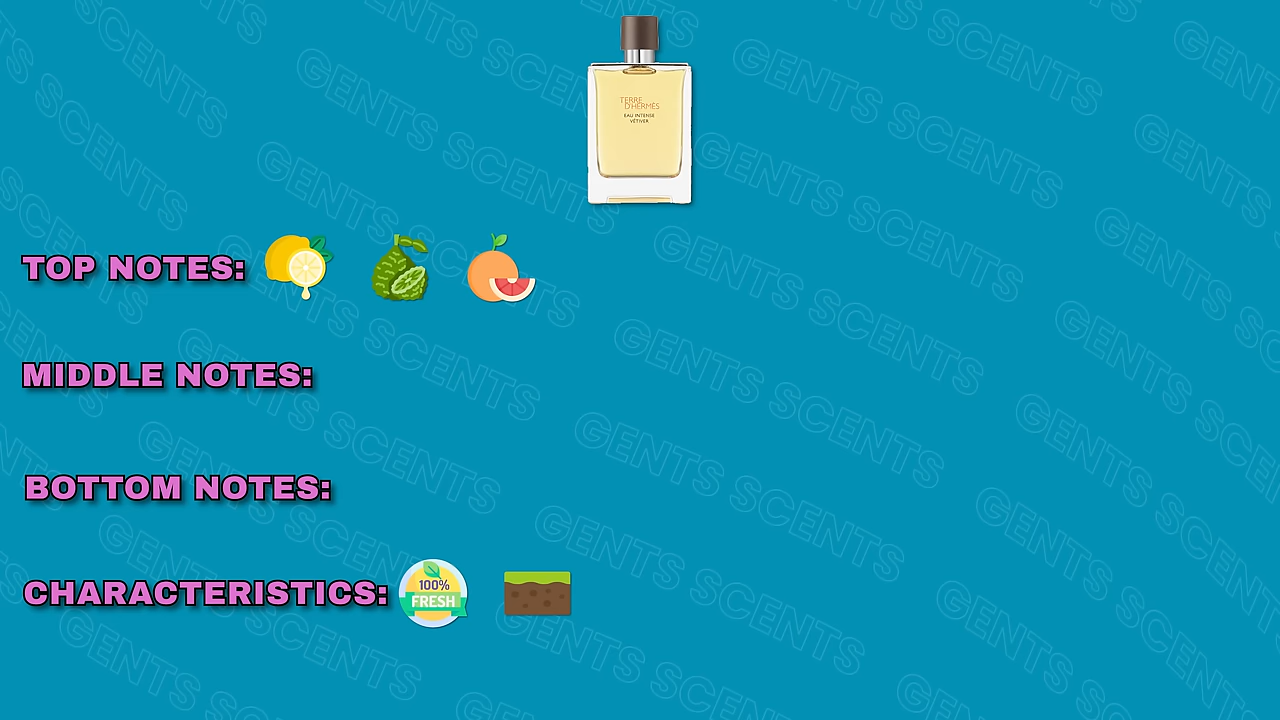 TERRE
D'HERMÈS
EAU INTENSE
VÉTIVER
TOP NOTES:
MIDDLE NOTES:
BOTTOM NOTES:
CHARACTERISTICS:
100%
FRESH
GENTS SCENTS